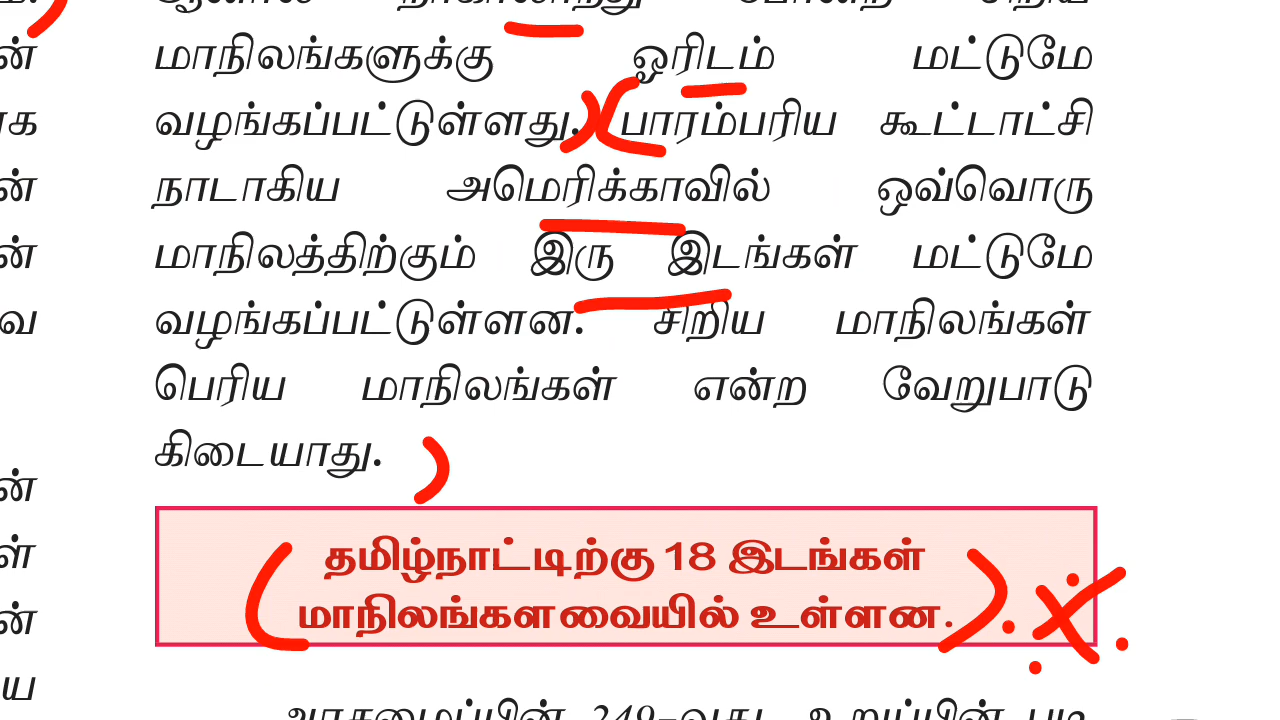 மாநிலங்களுக்கு ஓரிடம் மட்டுமே
வழங்கப்பட்டுள்ளது. பாரம்பரிய கூட்டாட்சி
நாடாகிய அமெரிக்காவில் ஒவ்வொரு
மாநிலத்திற்கும் இரு இடங்கள் மட்டுமே
வழங்கப்பட்டுள்ளன. சிறிய மாநிலங்கள்
பெரிய மாநிலங்கள் என்ற வேறுபாடு
கிடையாது.
தமிழ்நாட்டிற்கு 18 இடங்கள்
மாநிலங்களவையில் உள்ளன.